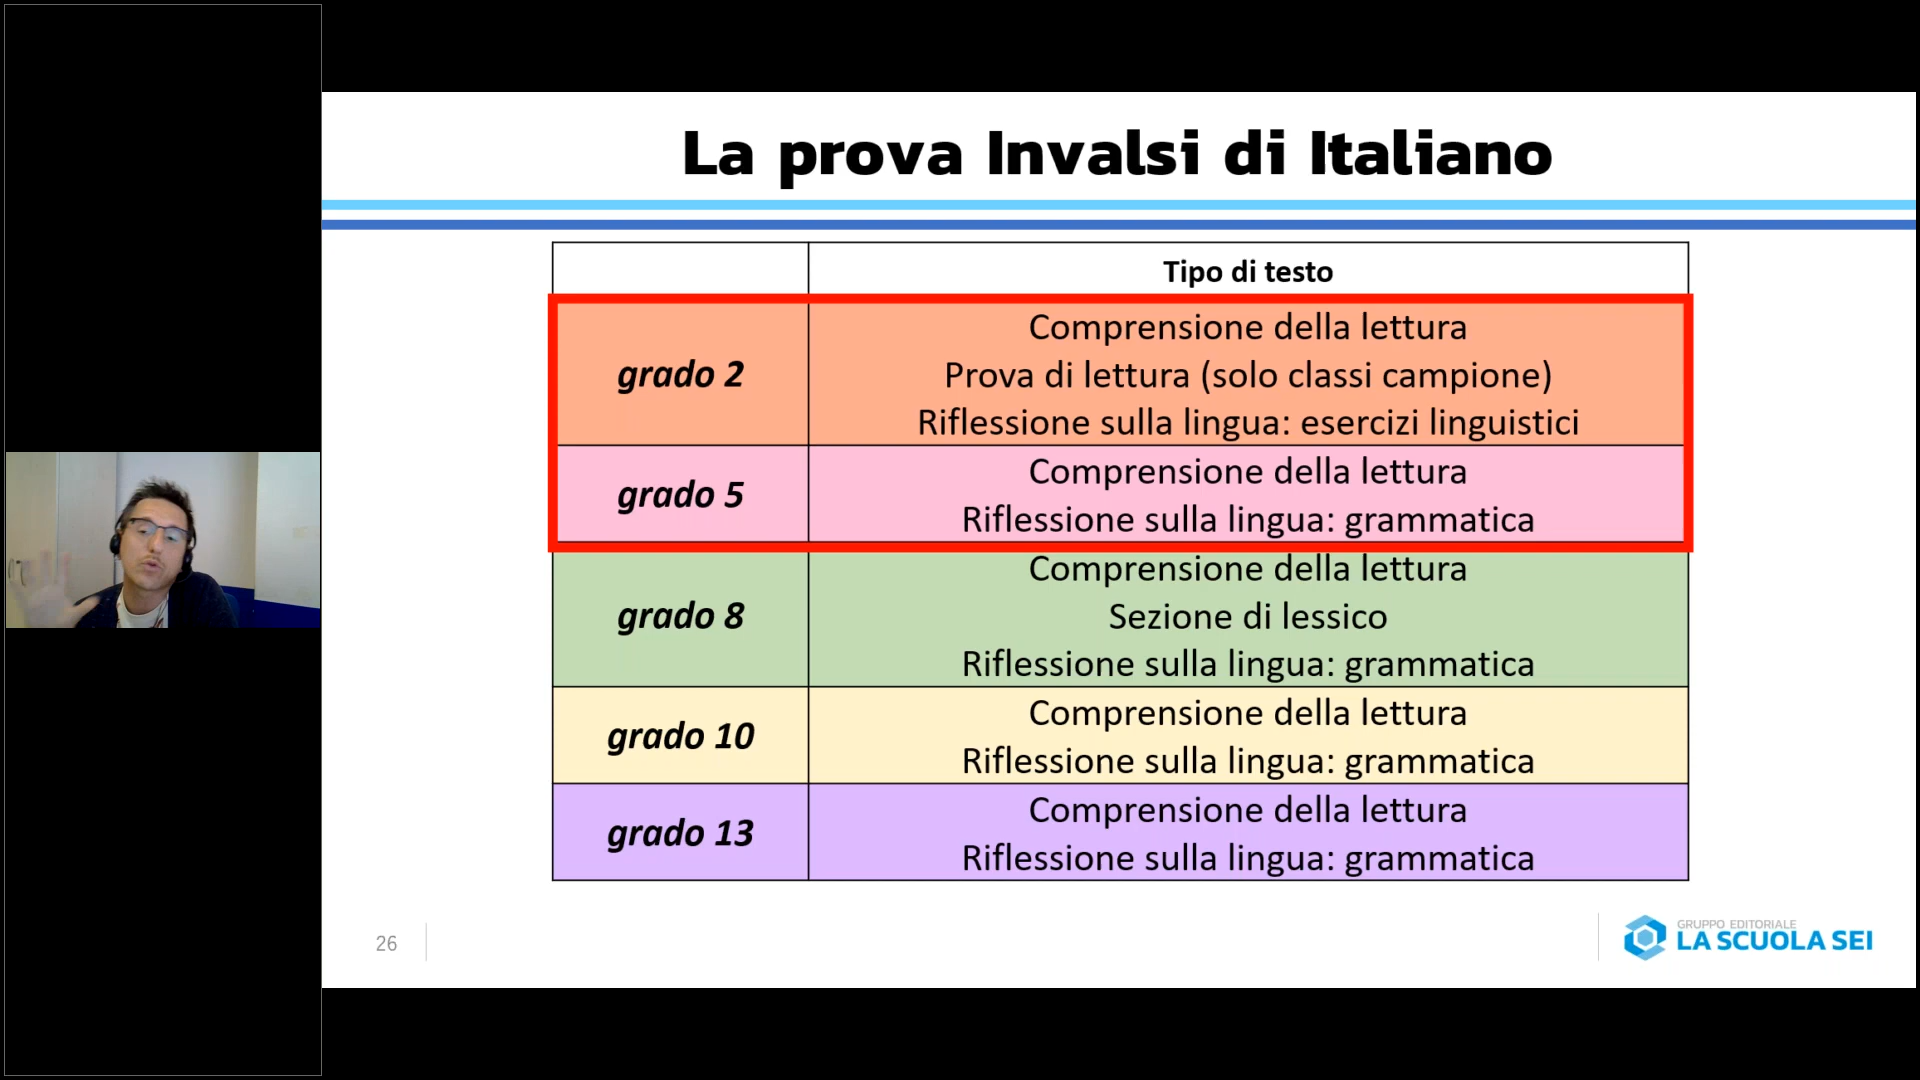 La prova Invalsi di Italiano
Tipo di testo
grado 2
Comprensione della lettura
Prova di lettura (solo classi campione)
Riflessione sulla lingua: esercizi linguistici
grado 5
Comprensione della lettura
Riflessione sulla lingua: grammatica
grado 8
Comprensione della lettura
Sezione di lessico
Riflessione sulla lingua: grammatica
grado 10
Comprensione della lettura
Riflessione sulla lingua: grammatica
grado 13
Comprensione della lettura
Riflessione sulla lingua: grammatica
26
GRUPPO EDITORIALE
LA SCUOLA SEI